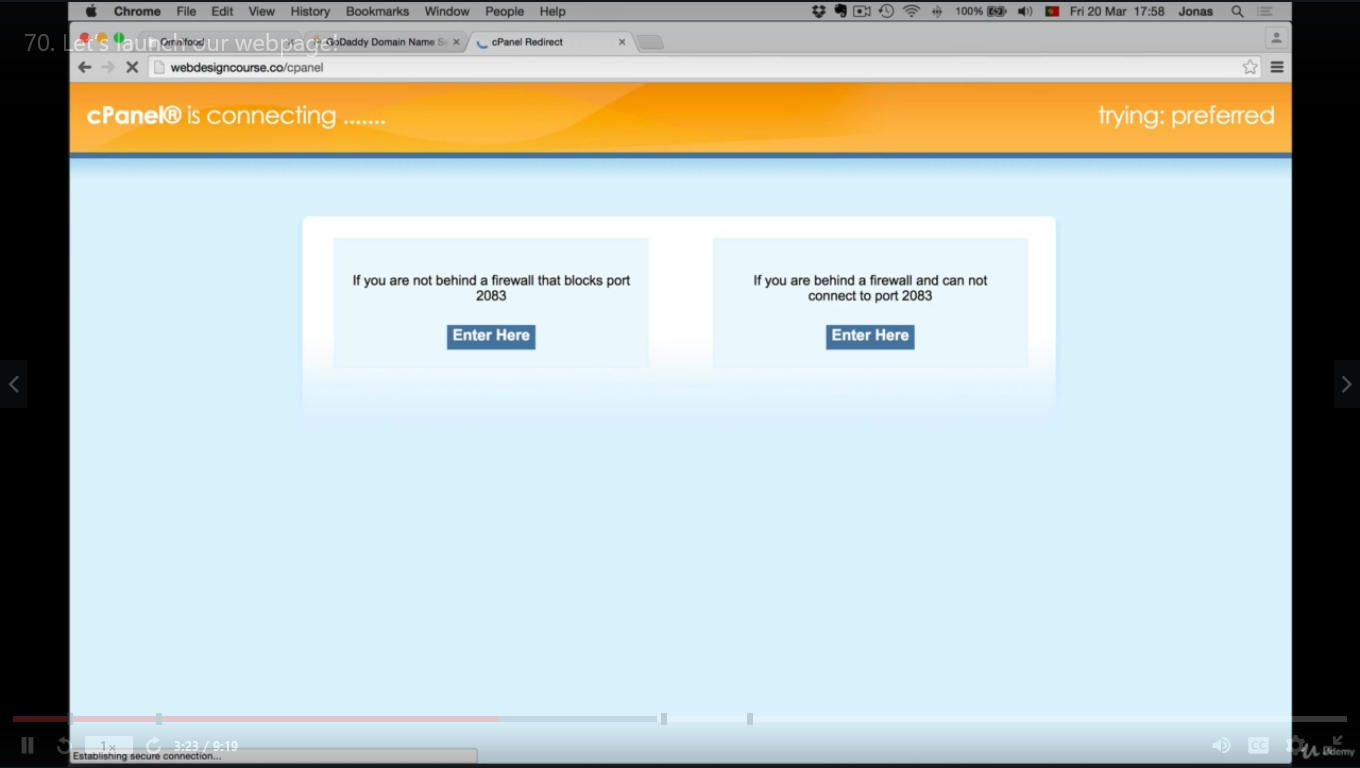 Chrome File Edit View History Bookmarks Window People Help 100% Fri 20 Mar 17:58 Jonas
70. Let's launch our webpage!
Omnifood GoDaddy Domain Name Se cPanel Redirect
webdesigncourse.co/cpanel
cPanel® is connecting ....... trying: preferred
If you are not behind a firewall that blocks port
2083
Enter Here
If you are behind a firewall and can not
connect to port 2083
Enter Here
1x 3:23 / 9:19 CC
Establishing secure connection...
Udemy